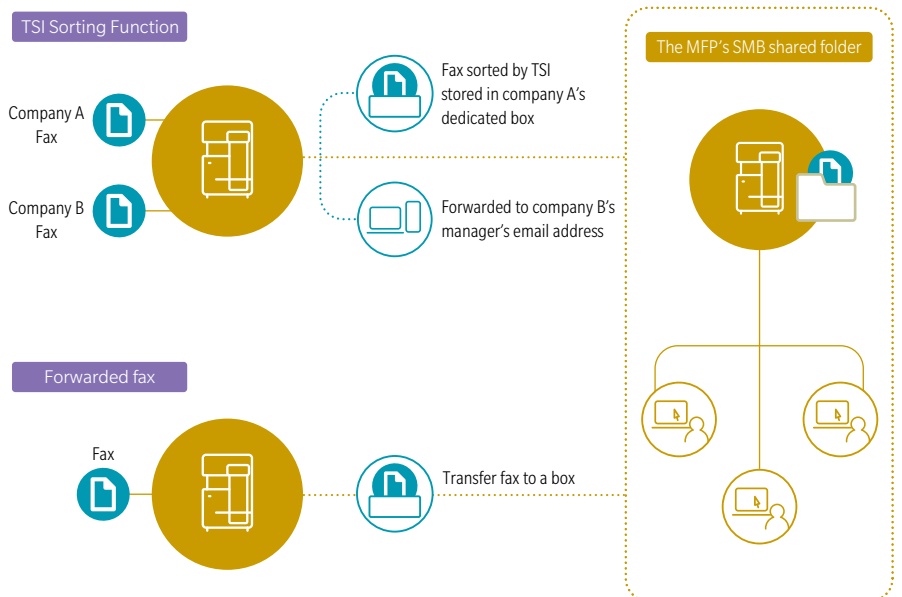 TSI Sorting Function
Company A
Fax
Company B
Fax
Fax sorted by TSI
stored in company A's
dedicated box
Forwarded to company B's
manager's email address
The MFP's SMB shared folder
Forwarded fax
Fax
Transfer fax to a box